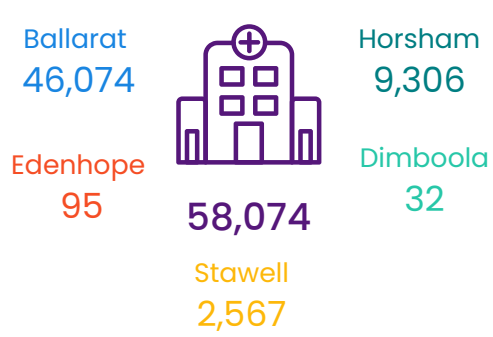 Ballarat
46,074
Horsham
9,306
Edenhope
95
Dimboola
32
58,074
Stawell
2,567